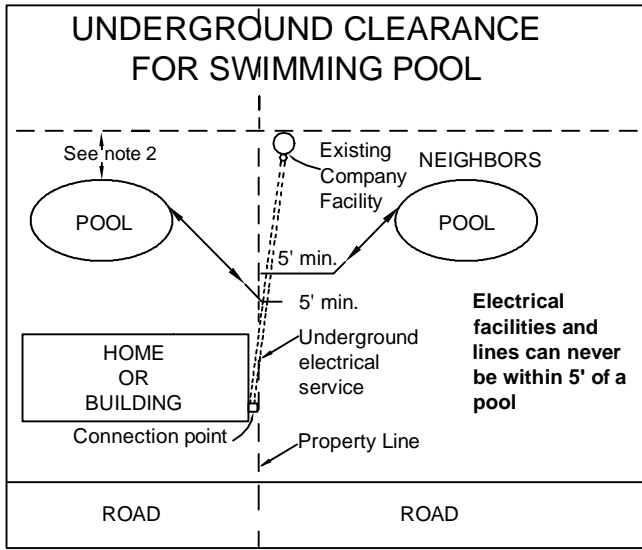 UNDERGROUND CLEARANCE
FOR SWIMMING POOL
See note 2
Existing
Company
Facility
NEIGHBORS
POOL
POOL
5' min.
5' min.
Electrical
facilities and
lines can never
be within 5' of a
pool
Underground
electrical
service
HOME
OR
BUILDING
Connection point
Property Line
ROAD
ROAD